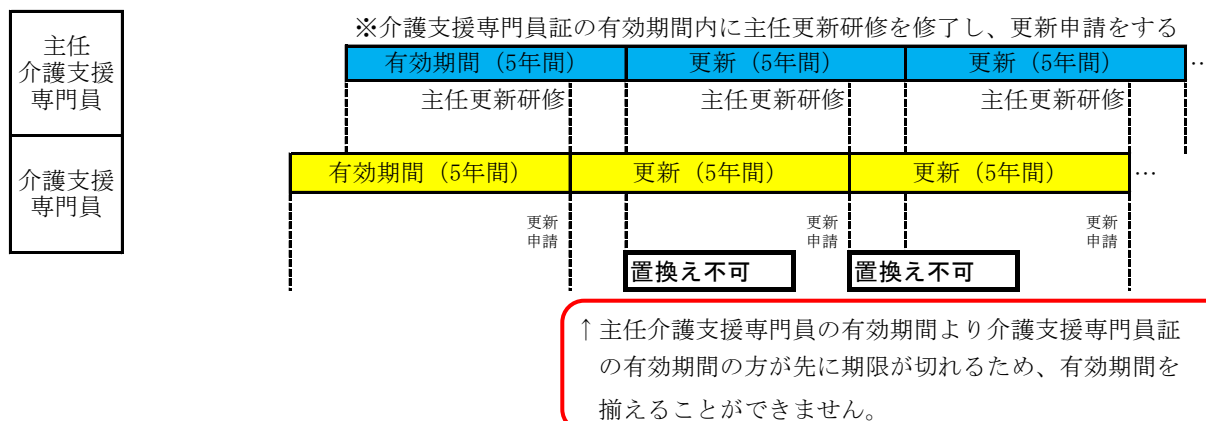 ※介護支援専門員証の有効期間内に主任更新研修を修了し、更新申請をする
主任
介護支援
専門員
有効期間（5年間）
更新（5年間）
更新（5年間）
…
主任更新研修
主任更新研修
主任更新研修
介護支援
専門員
有効期間（5年間）
更新（5年間）
更新（5年間）
…
更新
申請
更新
申請
更新
申請
置換え不可
置換え不可
↑主任介護支援専門員の有効期間より介護支援専門員証
の有効期間の方が先に期限が切れるため、有効期間を
揃えることができません。